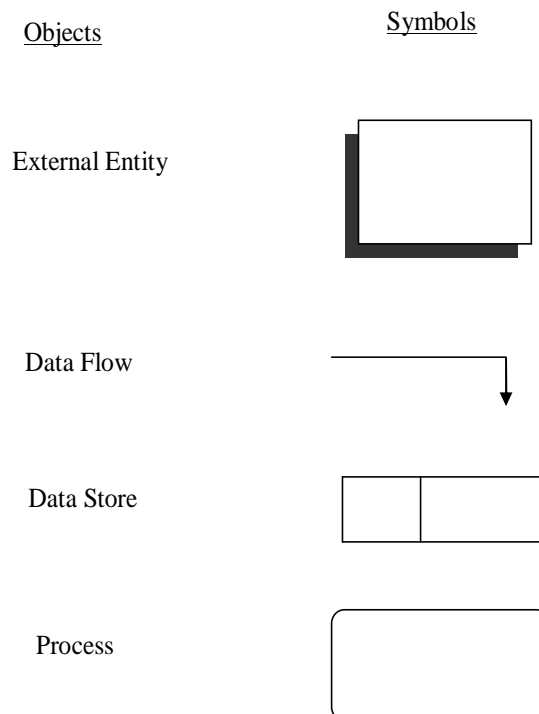 Objects
Symbols
External Entity
Data Flow
Data Store
Process